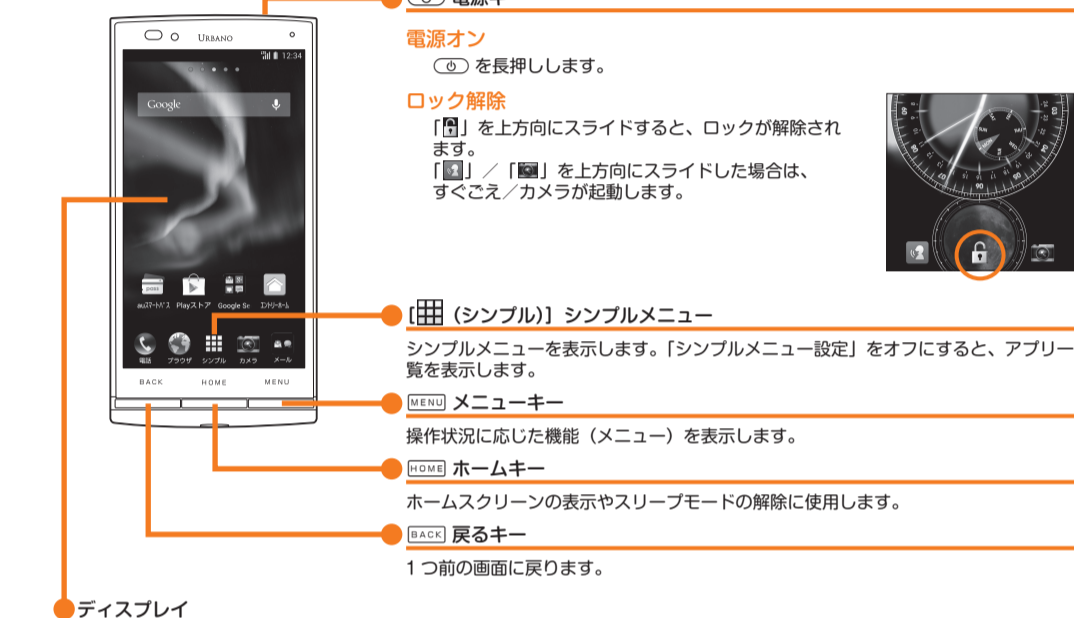 電源キー
URBANO
12:34
Google
auスマートパス Playストア Google Se エントリーホーム
電話 ブラウザ シンプル カメラ メール
BACK HOME MENU
電源オン
を長押しします。
ロック解除
「」を上方向にスライドすると、ロックが解除され
ます。
「」／「」を上方向にスライドした場合は、
すぐごえ／カメラが起動します。
[（シンプル）] シンプルメニュー
シンプルメニューを表示します。「シンプルメニュー設定」をオフにすると、アプリ一
覧を表示します。
MENU メニューキー
操作状況に応じた機能（メニュー）を表示します。
HOME ホームキー
ホームスクリーンの表示やスリープモードの解除に使用します。
BACK 戻るキー
1つ前の画面に戻ります。
ディスプレイ